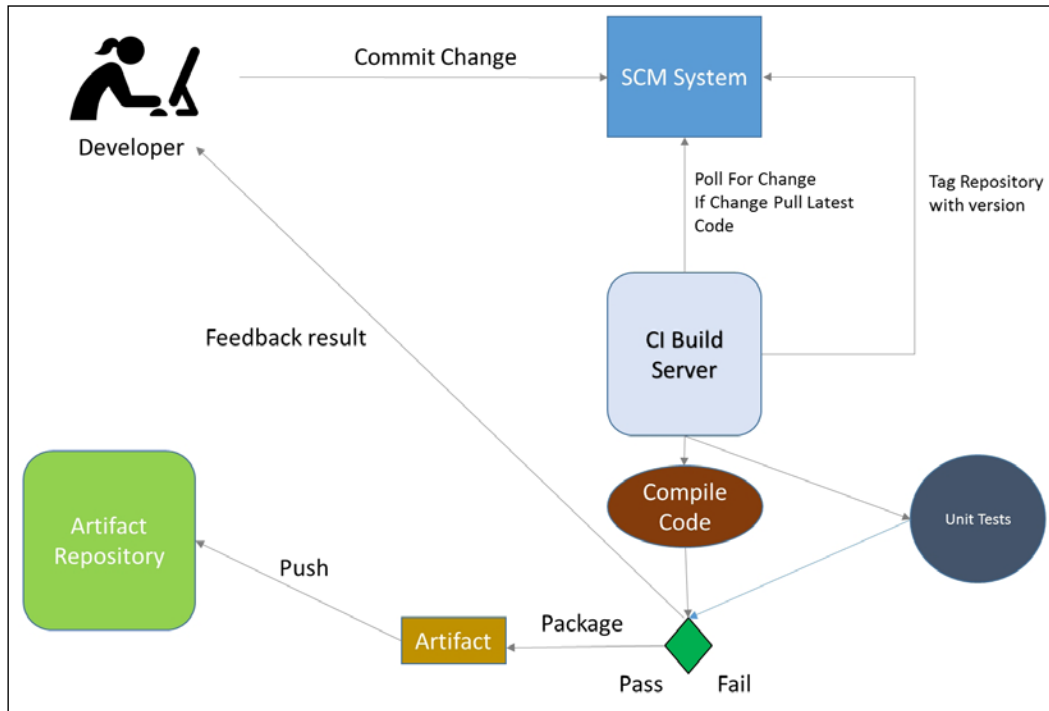 Commit Change
SCM System
Developer
Poll For Change
If Change Pull Latest
Code
Tag Repository
with version
Feedback result
CI Build
Server
Compile
Code
Unit Tests
Artifact
Repository
Push
Package
Artifact
Pass
Fail